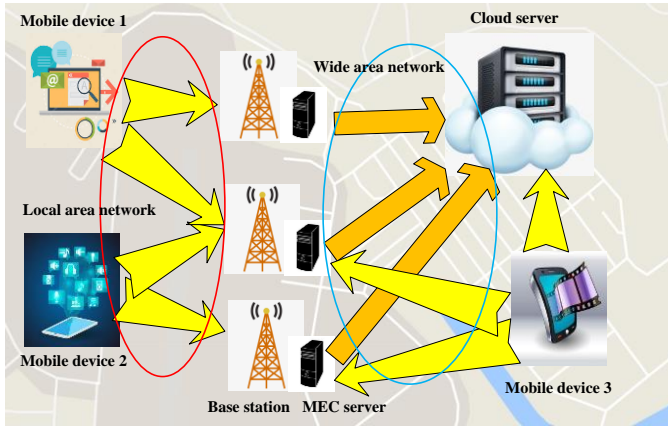 Mobile device 1
Cloud server
Wide area network
@
Local area network
Mobile device 2
Mobile device 3
Base station
MEC server